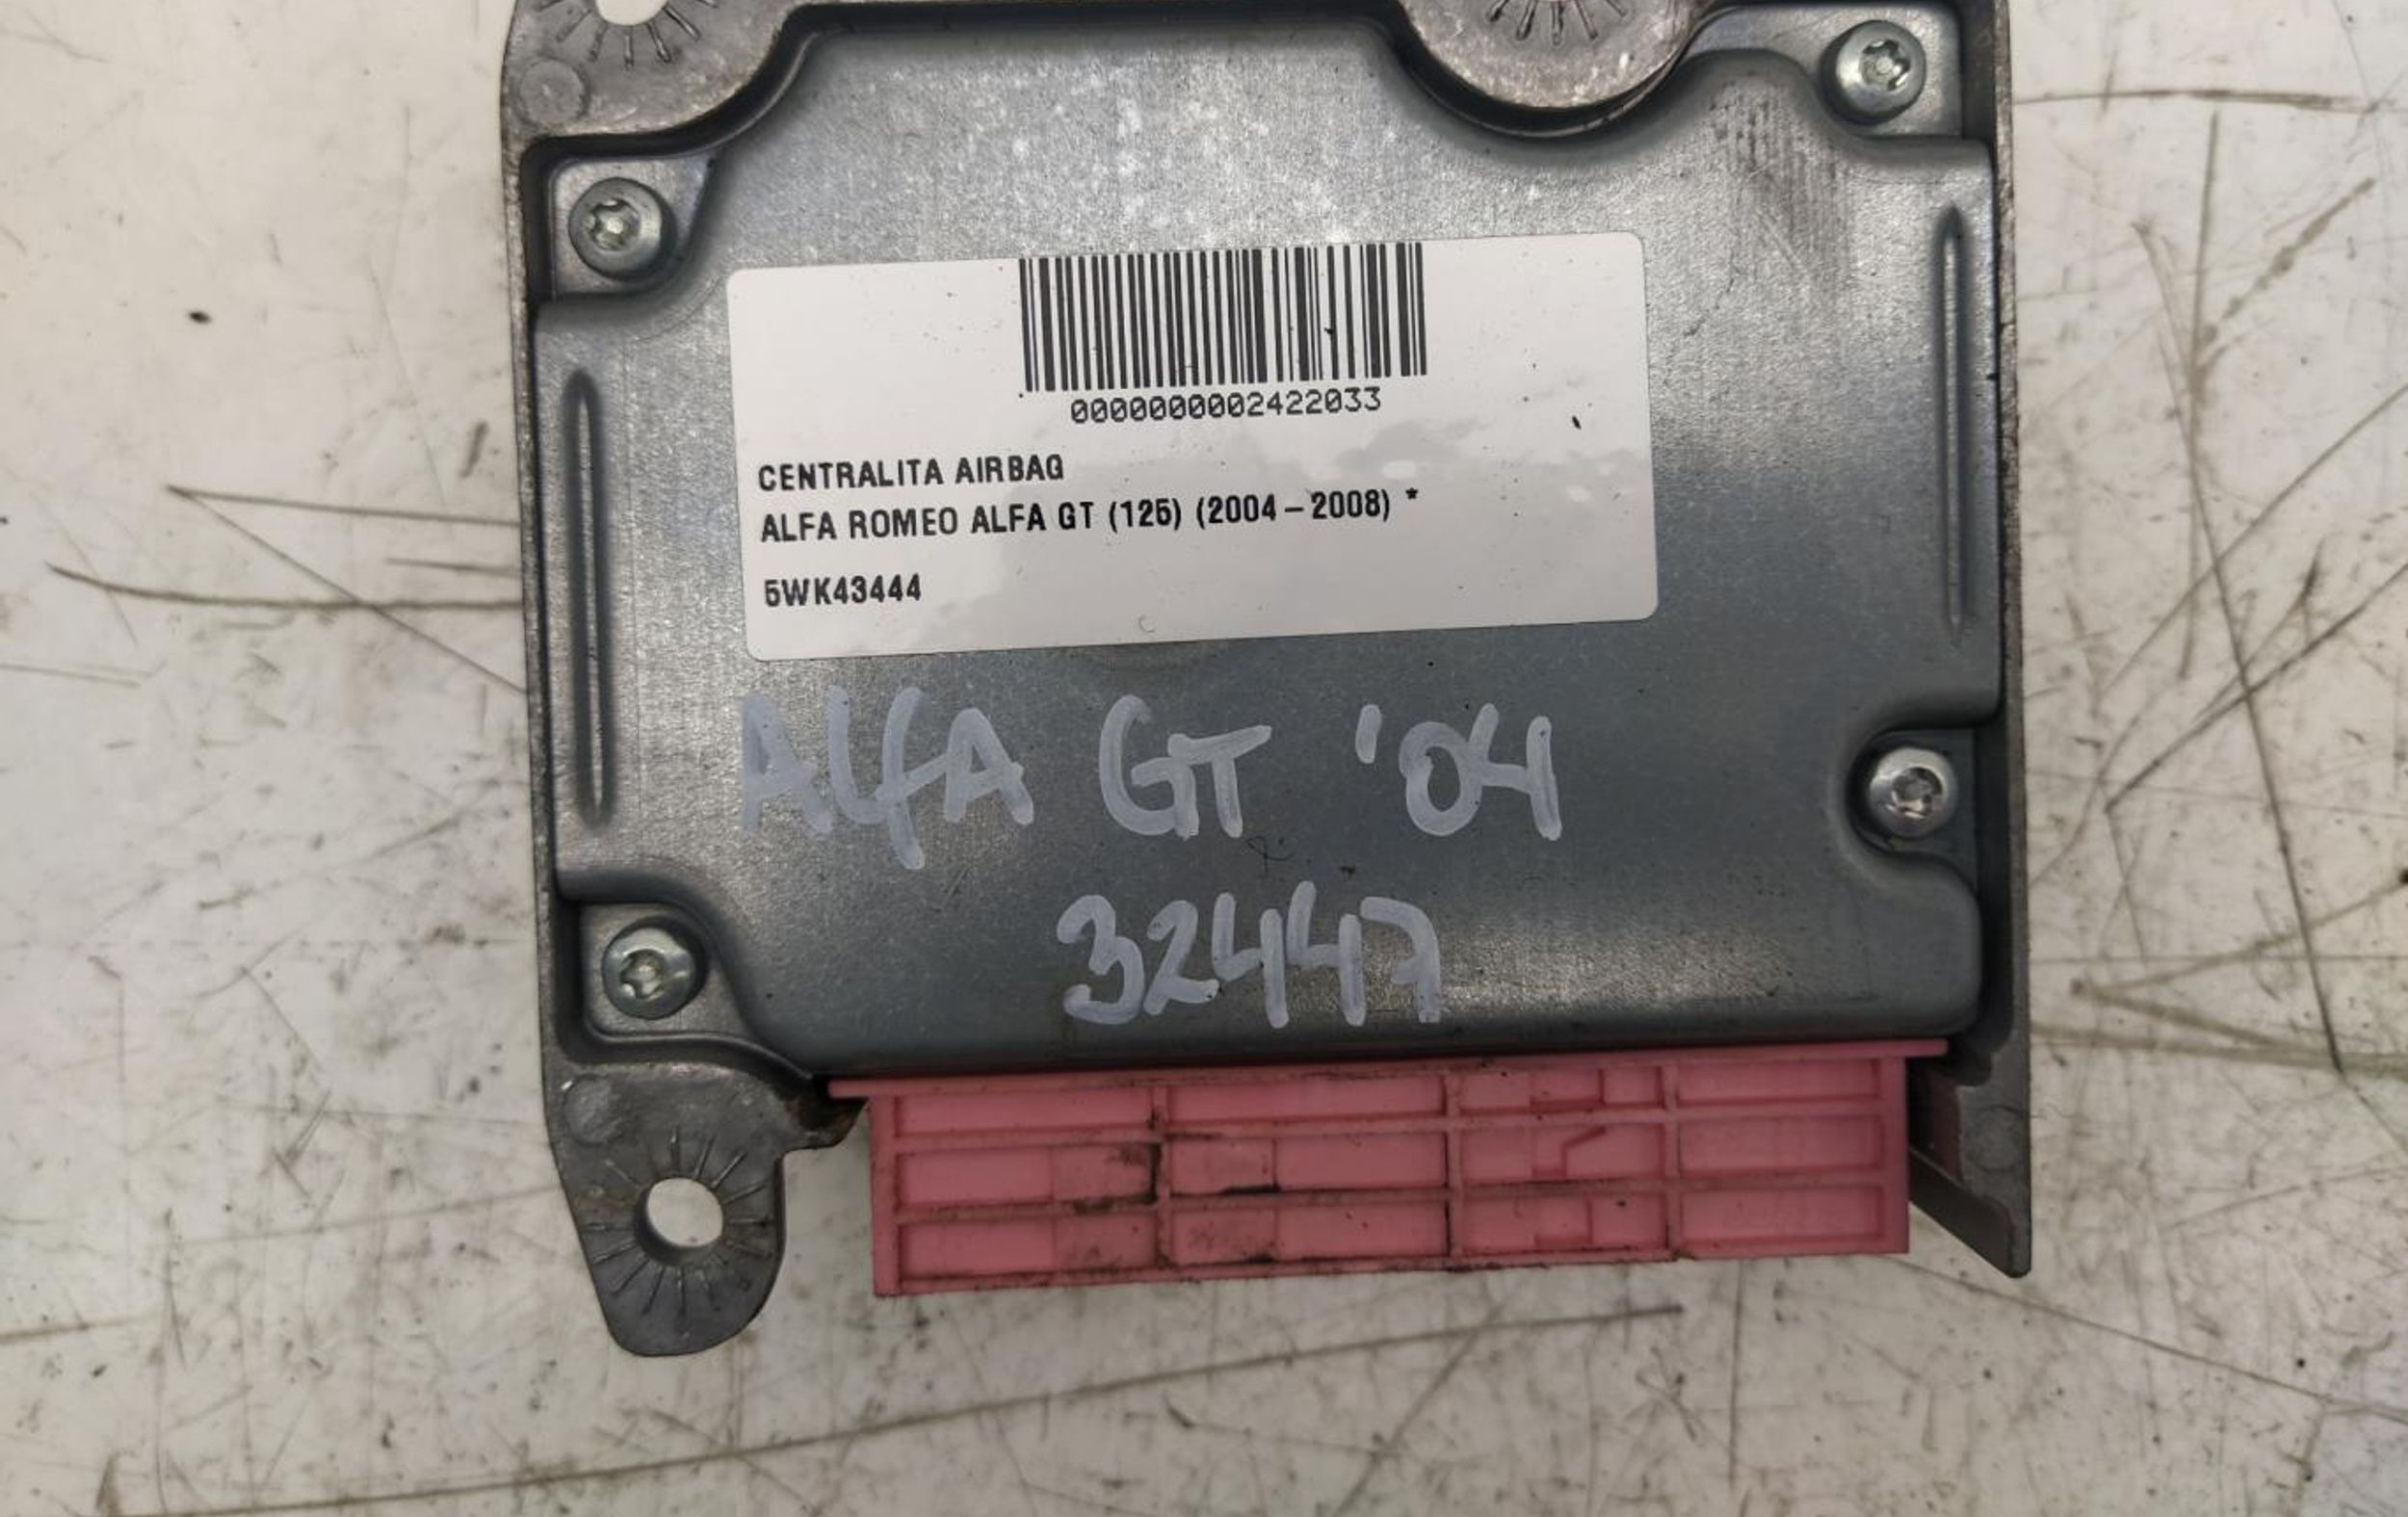 0000000002422033
CENTRALITA AIRBAG
ALFA ROMEO ALFA GT (125) (2004-2008) *
5WK43444
ALFA GT '04
32447